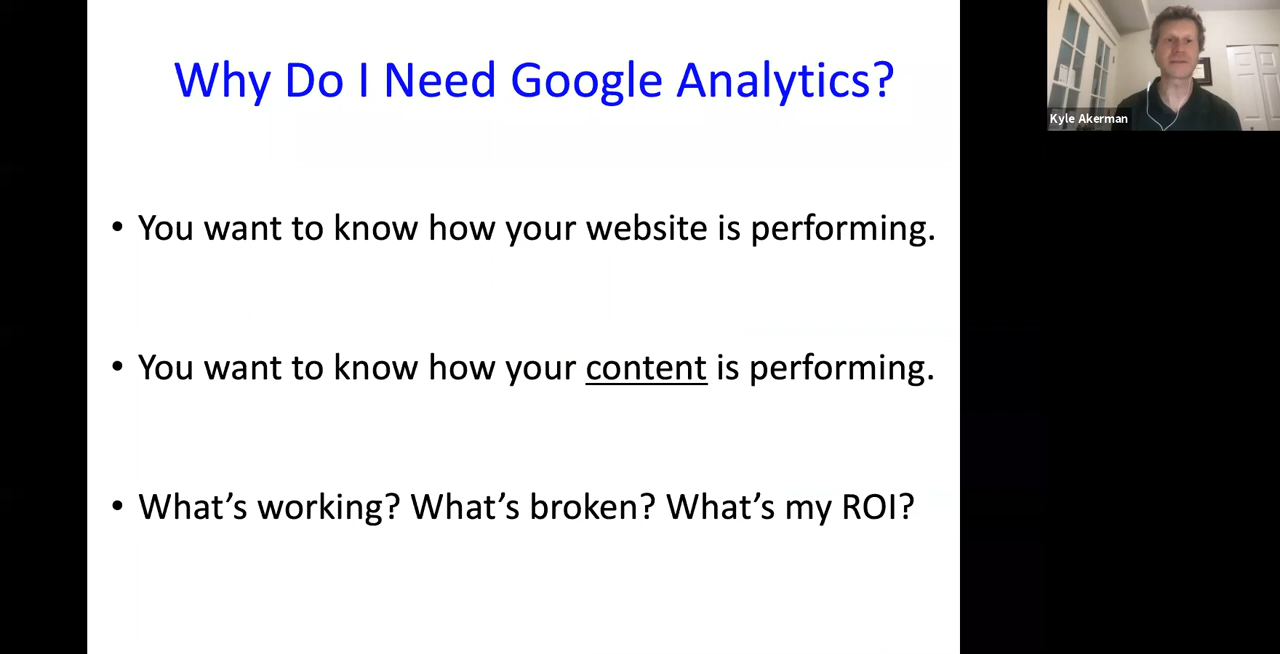 Why Do I Need Google Analytics?
• You want to know how your website is performing.
• You want to know how your content is performing.
• What’s working? What’s broken? What’s my ROI?
Kyle Akerman